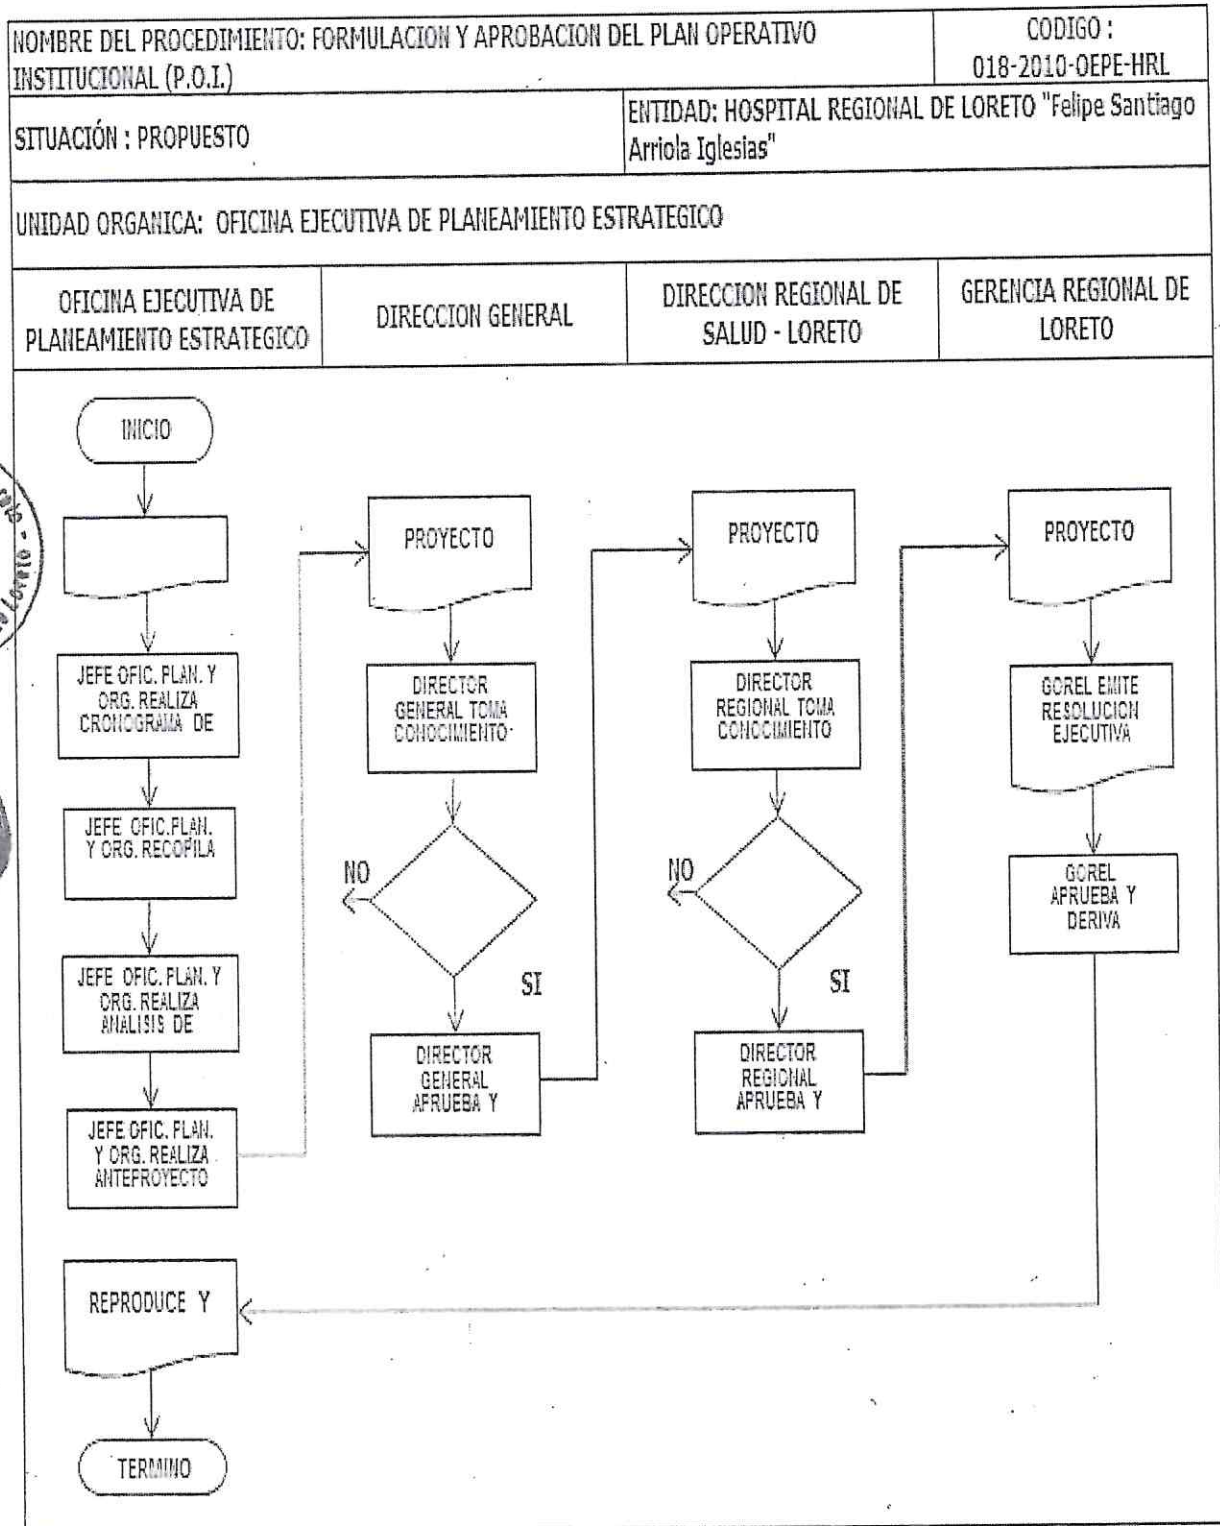 NOMBRE DEL PROCEDIMIENTO: FORMULACION Y APROBACION DEL PLAN OPERATIVO
INSTITUCIONAL (P.O.I.)
CODIGO :
018-2010-OEPE-HRL
SITUACIÓN : PROPUESTO
ENTIDAD: HOSPITAL REGIONAL DE LORETO "Felipe Santiago
Arriola Iglesias"
UNIDAD ORGANICA: OFICINA EJECUTIVA DE PLANEAMIENTO ESTRATEGICO
OFICINA EJECUTIVA DE
PLANEAMIENTO ESTRATEGICO
DIRECCION GENERAL
DIRECCION REGIONAL DE
SALUD - LORETO
GERENCIA REGIONAL DE
LORETO
INICIO
JEFE OFIC. PLAN. Y
ORG. REALIZA
CRONOGRAMA DE
JEFE OFIC.PLAN.
Y ORG. RECOPILA
JEFE OFIC. PLAN. Y
ORG. REALIZA
ANALISIS DE
JEFE OFIC. PLAN.
Y ORG. REALIZA
ANTEPROYECTO
REPRODUCE Y
TERMINO
PROYECTO
DIRECTOR
GENERAL TOMA
CONOCIMIENTO
NO
SI
DIRECTOR
GENERAL
APRUEBA Y
PROYECTO
DIRECTOR
REGIONAL TOMA
CONOCIMIENTO
NO
SI
DIRECTOR
REGIONAL
APRUEBA Y
PROYECTO
GOREL EMITE
RESOLUCION
EJECUTIVA
GOREL
APRUEBA Y
DERIVA